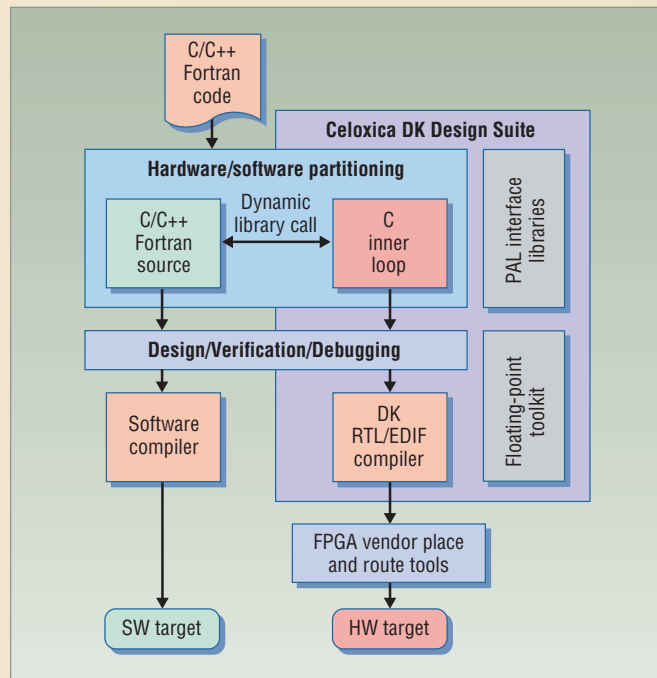 C/C++
Fortran
code
Celoxica DK Design Suite
Hardware/software partitioning
C/C++
Fortran
source
Dynamic
library call
C
inner
loop
PAL interface
libraries
Design/Verification/Debugging
Software
compiler
DK
RTL/EDIF
compiler
Floating-point
toolkit
FPGA vendor place
and route tools
SW target
HW target